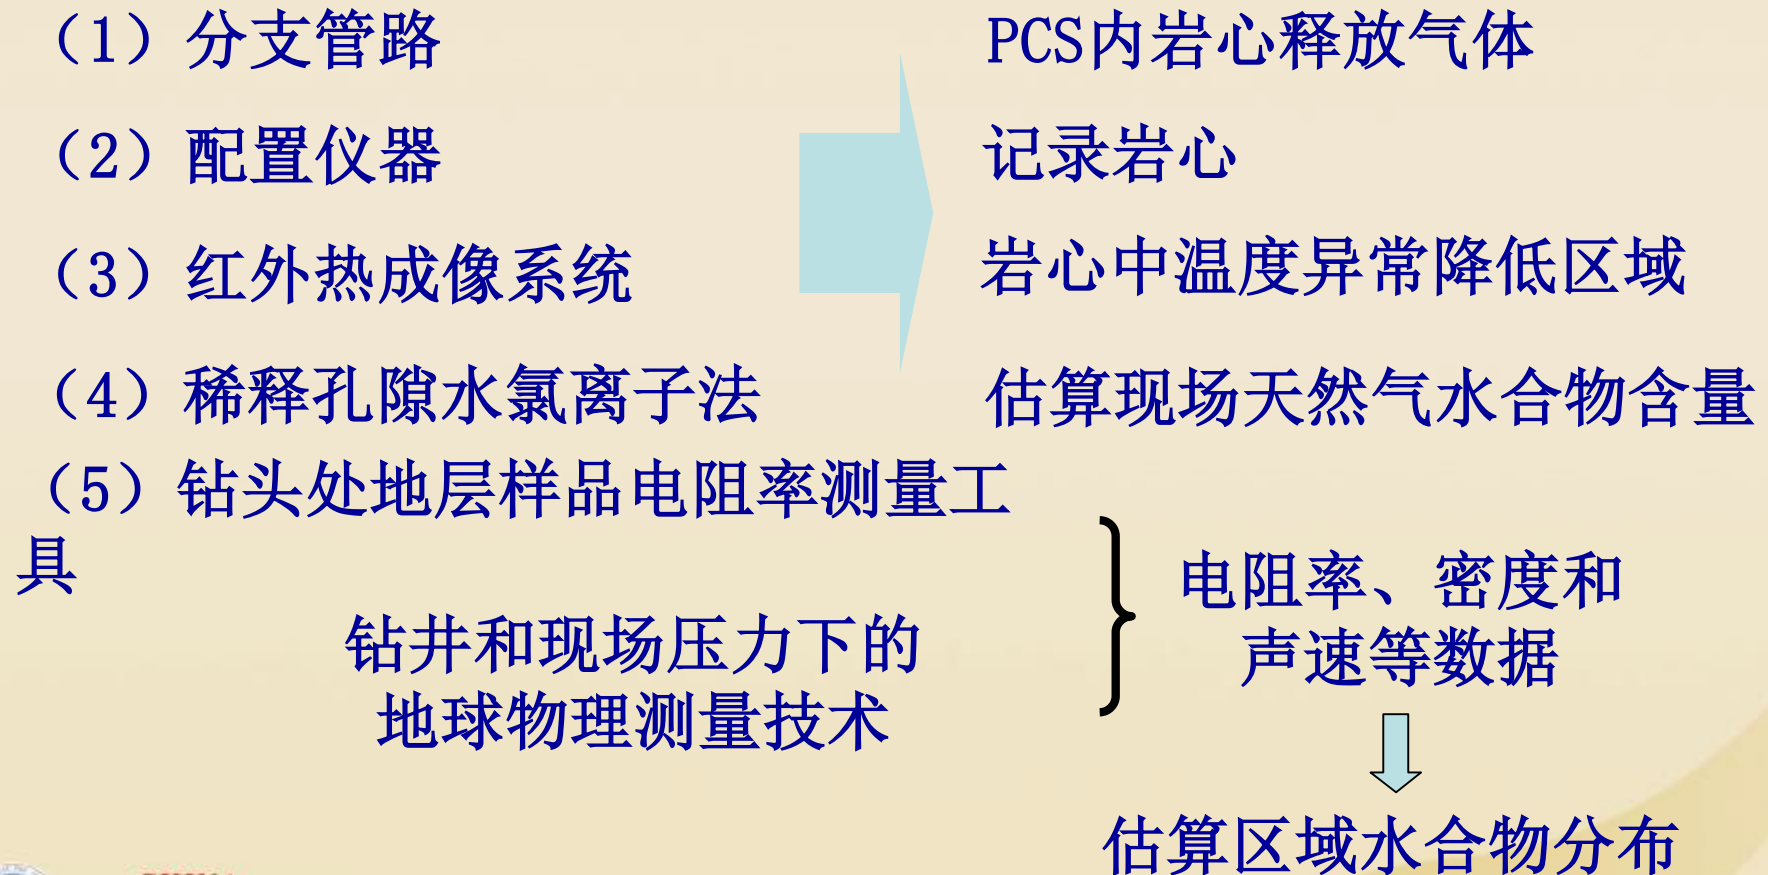 （1）分支管路
PCS内岩心释放气体
（2）配置仪器
记录岩心
（3）红外热成像系统
岩心中温度异常降低区域
（4）稀释孔隙水氯离子法
估算现场天然气水合物含量
（5）钻头处地层样品电阻率测量工
具
钻井和现场压力下的
地球物理测量技术
电阻率、密度和
声速等数据
估算区域水合物分布